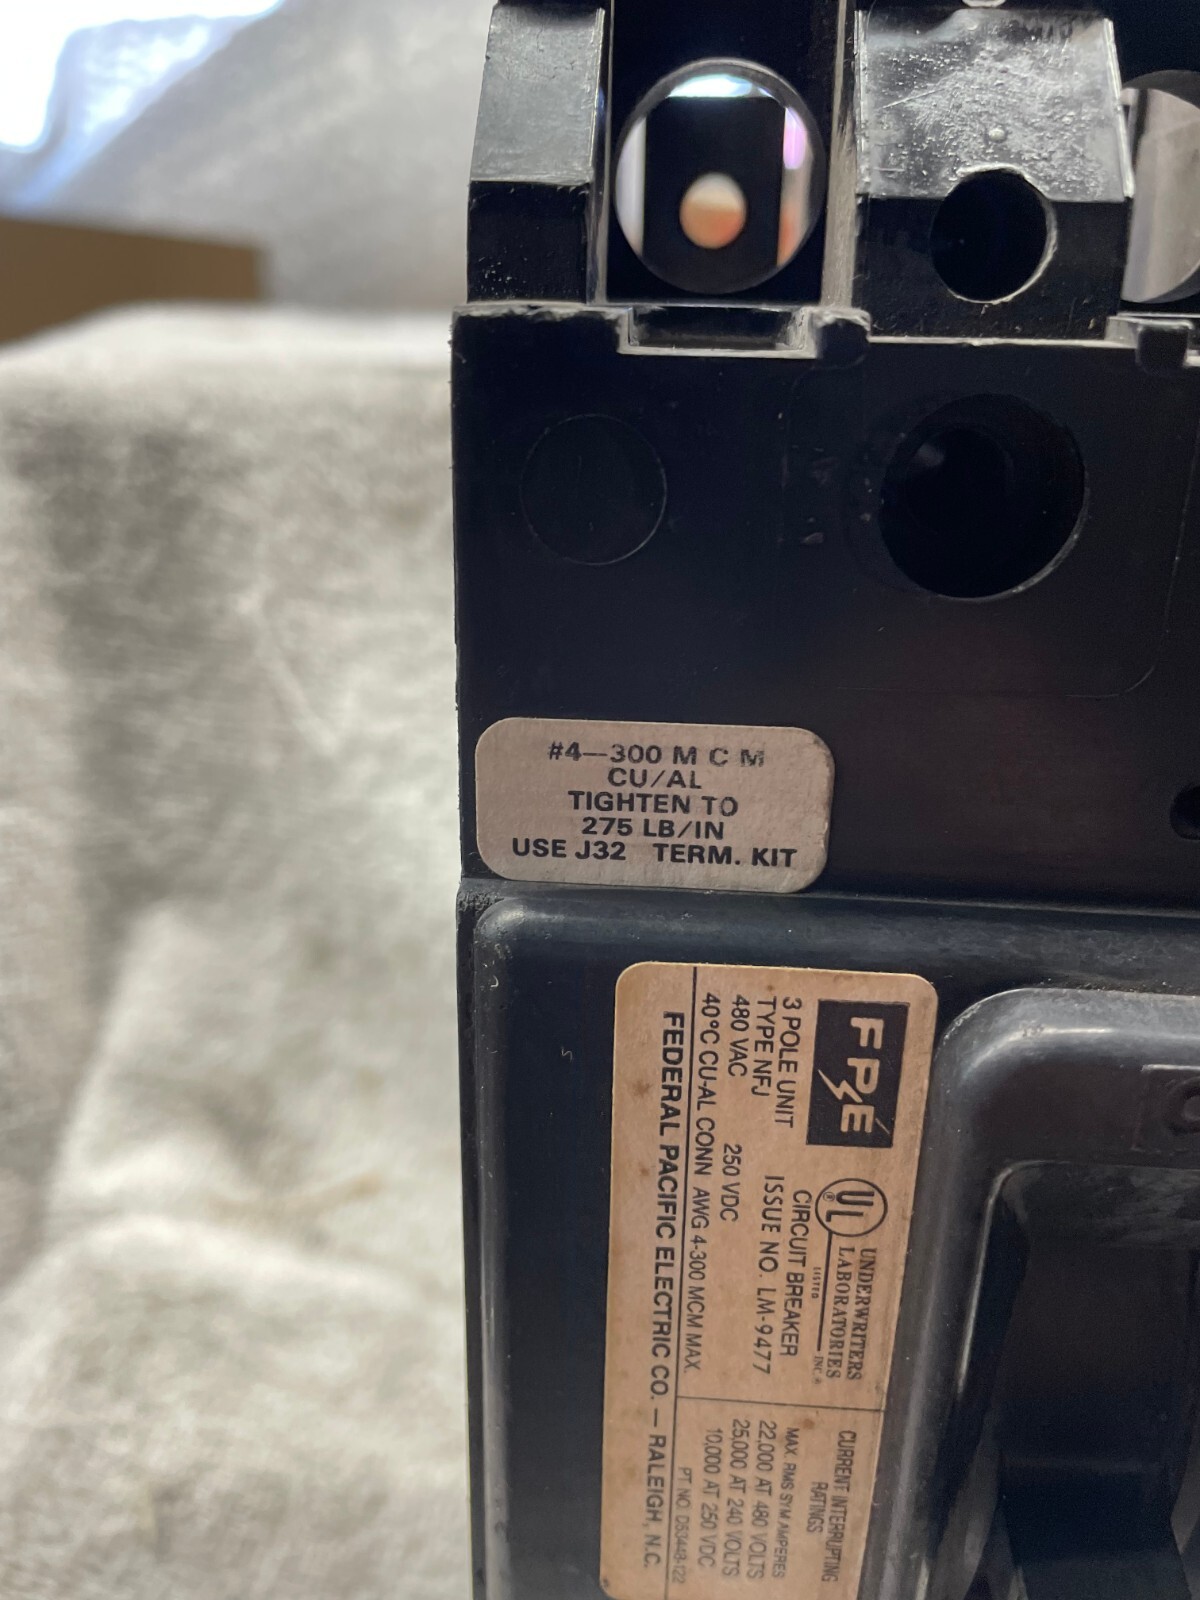 #4—300 M C M
CU/AL
TIGHTEN TO
275 LB/IN
USE J32 TERM. KIT
FPE
UL ®
UNDERWRITERS
LABORATORIES
LISTED INC.
3 POLE UNIT CIRCUIT BREAKER
TYPE NFJ ISSUE NO. LM-9477
480 VAC 250 VDC
40°C CU-AL CONN AWG 4-300 MCM MAX.
CURRENT INTERRUPTING
RATINGS
MAX. RMS SYM AMPERES
22,000 AT 480 VOLTS
25,000 AT 240 VOLTS
10,000 AT 250 VDC
FEDERAL PACIFIC ELECTRIC CO. — RALEIGH, N.C.
PT NO. D53448-122